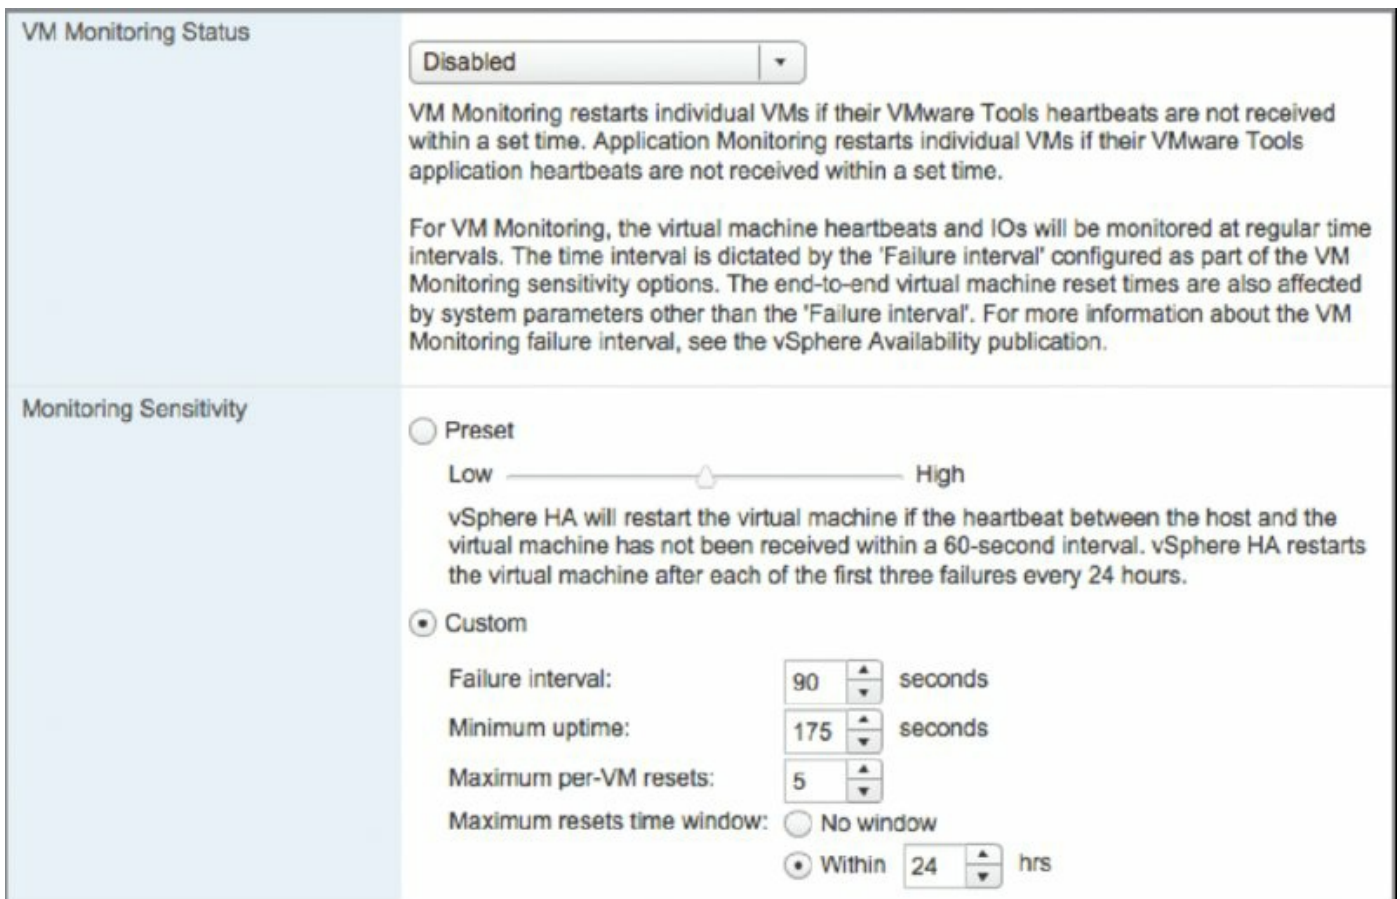 VM Monitoring Status
Disabled
VM Monitoring restarts individual VMs if their VMware Tools heartbeats are not received
within a set time. Application Monitoring restarts individual VMs if their VMware Tools
application heartbeats are not received within a set time.
For VM Monitoring, the virtual machine heartbeats and IOs will be monitored at regular time
intervals. The time interval is dictated by the 'Failure interval' configured as part of the VM
Monitoring sensitivity options. The end-to-end virtual machine reset times are also affected
by system parameters other than the 'Failure interval'. For more information about the VM
Monitoring failure interval, see the vSphere Availability publication.
Monitoring Sensitivity
Preset
Low High
vSphere HA will restart the virtual machine if the heartbeat between the host and the
virtual machine has not been received within a 60-second interval. vSphere HA restarts
the virtual machine after each of the first three failures every 24 hours.
Custom
Failure interval: 90 seconds
Minimum uptime: 175 seconds
Maximum per-VM resets: 5
Maximum resets time window: No window
Within 24 hrs